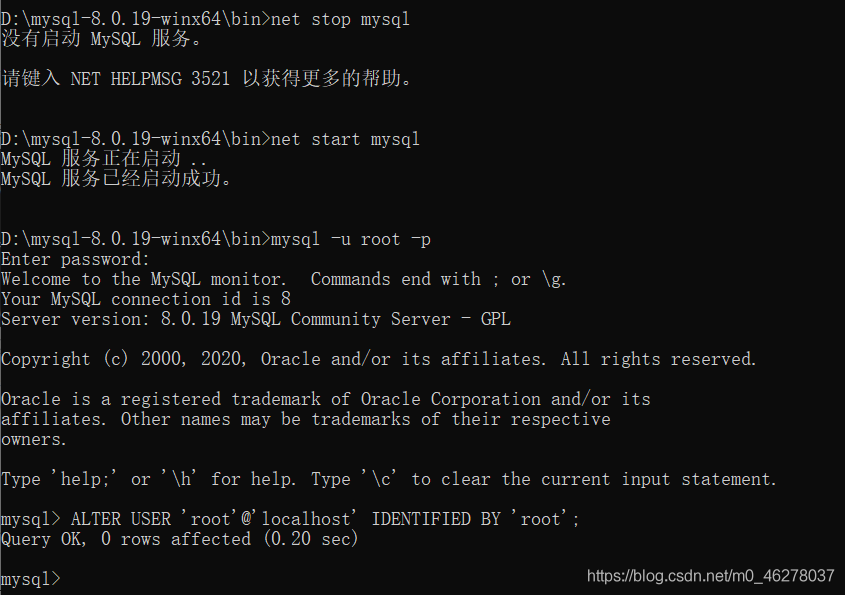 D:\mysql-8.0.19-winx64\bin>net stop mysql
没有启动 MySQL 服务。
请键入 NET HELPMSG 3521 以获得更多的帮助。
D:\mysql-8.0.19-winx64\bin>net start mysql
MySQL 服务正在启动 ..
MySQL 服务已经启动成功。
D:\mysql-8.0.19-winx64\bin>mysql -u root -p
Enter password:
Welcome to the MySQL monitor.  Commands end with ; or \g.
Your MySQL connection id is 8
Server version: 8.0.19 MySQL Community Server - GPL
Copyright (c) 2000, 2020, Oracle and/or its affiliates. All rights reserved.
Oracle is a registered trademark of Oracle Corporation and/or its
affiliates. Other names may be trademarks of their respective
owners.
Type 'help;' or '\h' for help. Type '\c' to clear the current input statement.
mysql> ALTER USER 'root'@'localhost' IDENTIFIED BY 'root';
Query OK, 0 rows affected (0.20 sec)
mysql>
https://blog.csdn.net/m0_46278037